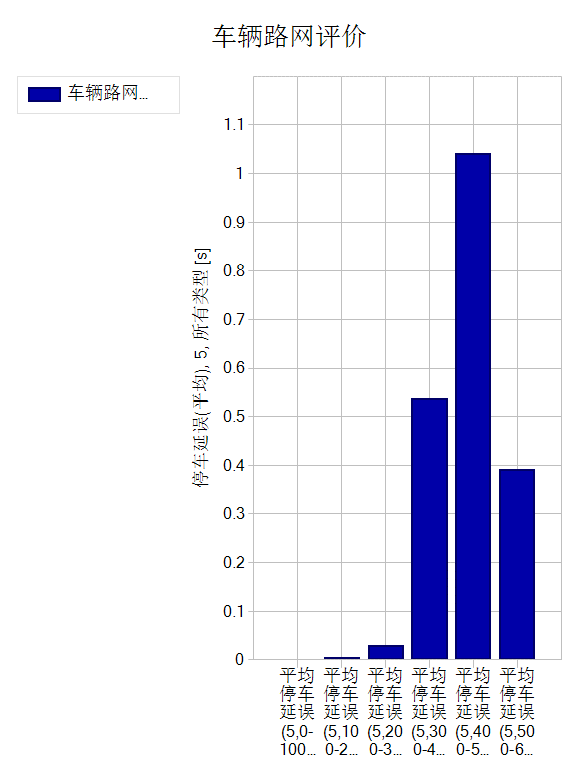 车辆路网评价
车辆路网...
停车延误(平均), 5, 所有类型 [s]
1.1
1
0.9
0.8
0.7
0.6
0.5
0.4
0.3
0.2
0.1
0
平均
停车
延误
(5,0-
100...
平均
停车
延误
(5,10
0-2...
平均
停车
延误
(5,20
0-3...
平均
停车
延误
(5,30
0-4...
平均
停车
延误
(5,40
0-5...
平均
停车
延误
(5,50
0-6...